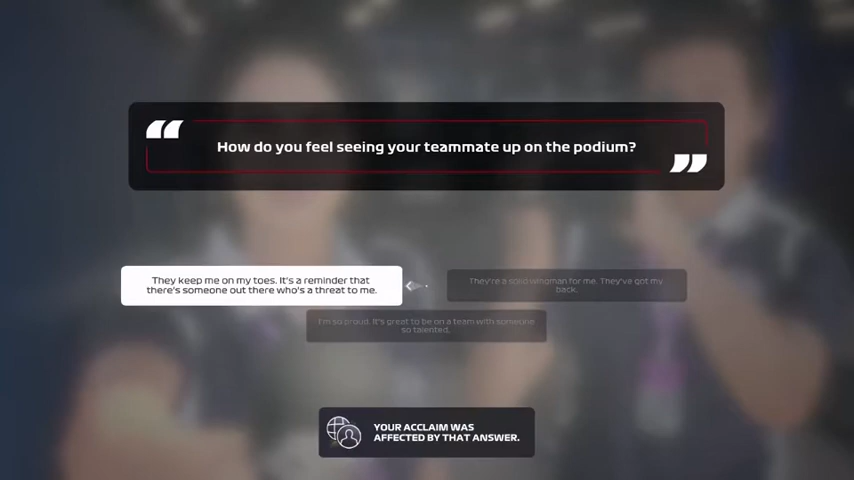 How do you feel seeing your teammate up on the podium?
They keep me on my toes. It's a reminder that
there's someone out there who's a threat to me.
They're a solid wingman for me. They've got my
back.
I'm so proud. It's great to be on a team with someone
so talented.
YOUR ACCLAIM WAS
AFFECTED BY THAT ANSWER.